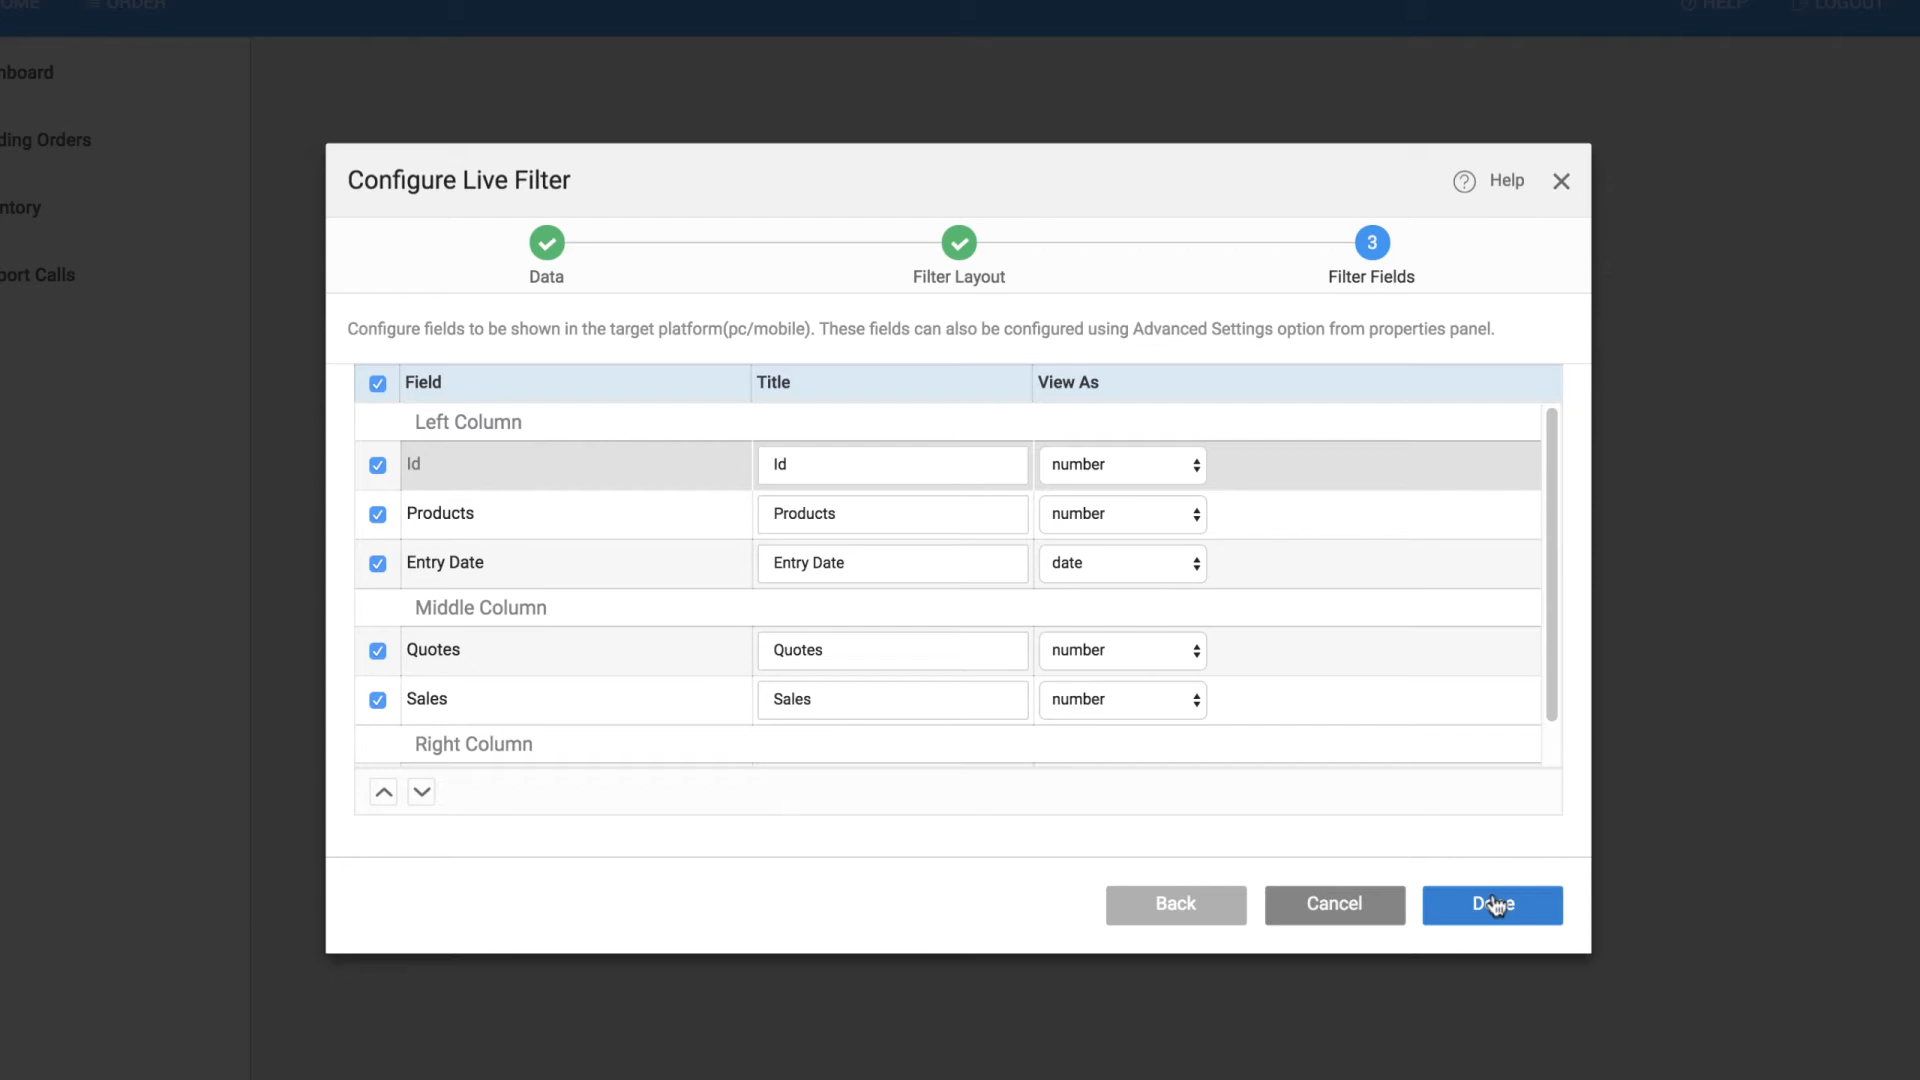 ORDER
HELP
LOGOUT
nboard
ding Orders
ntory
port Calls
Configure Live Filter
Help
3
Data
Filter Layout
Filter Fields
Configure fields to be shown in the target platform(pc/mobile). These fields can also be configured using Advanced Settings option from properties panel.
Field Title View As
Left Column
Id Id number
Products Products number
Entry Date Entry Date date
Middle Column
Quotes Quotes number
Sales Sales number
Right Column
Back Cancel